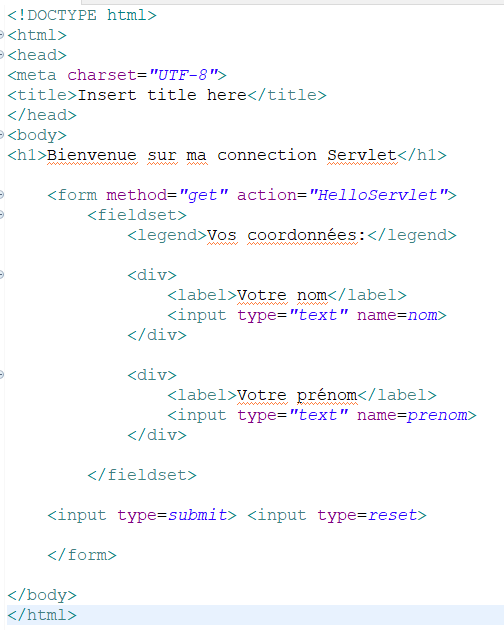 <!DOCTYPE html>
<html>
<head>
<meta charset="UTF-8">
<title>Insert title here</title>
</head>
<body>
<h1>Bienvenue sur ma connection Servlet</h1>
<form method="get" action="HelloServlet">
<fieldset>
<legend>Vos coordonnées:</legend>
<div>
<label>Votre nom</label>
<input type="text" name=nom>
</div>
<div>
<label>Votre prénom</label>
<input type="text" name=prenom>
</div>
</fieldset>
<input type=submit> <input type=reset>
</form>
</body>
</html>